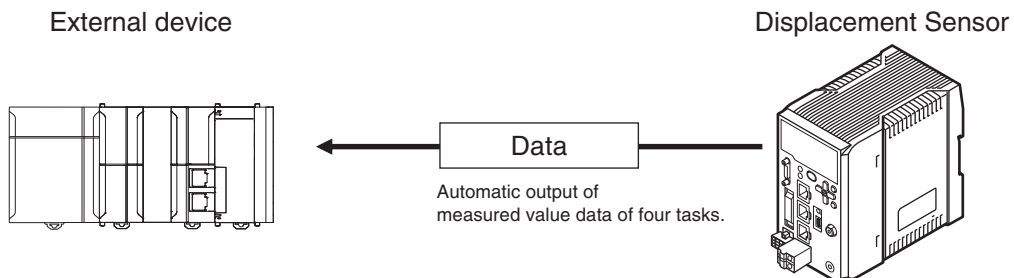 External device
Displacement Sensor
Data
Automatic output of
measured value data of four tasks.